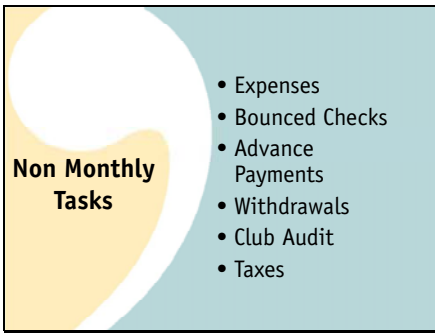 Non Monthly
Tasks
• Expenses
• Bounced Checks
• Advance
Payments
• Withdrawals
• Club Audit
• Taxes